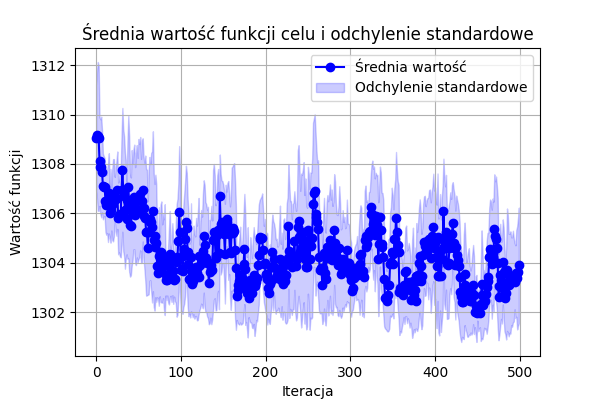 Średnia wartość funkcji celu i odchylenie standardowe
Średnia wartość
Odchylenie standardowe
Wartość funkcji
1312
1310
1308
1306
1304
1302
0 100 200 300 400 500
Iteracja